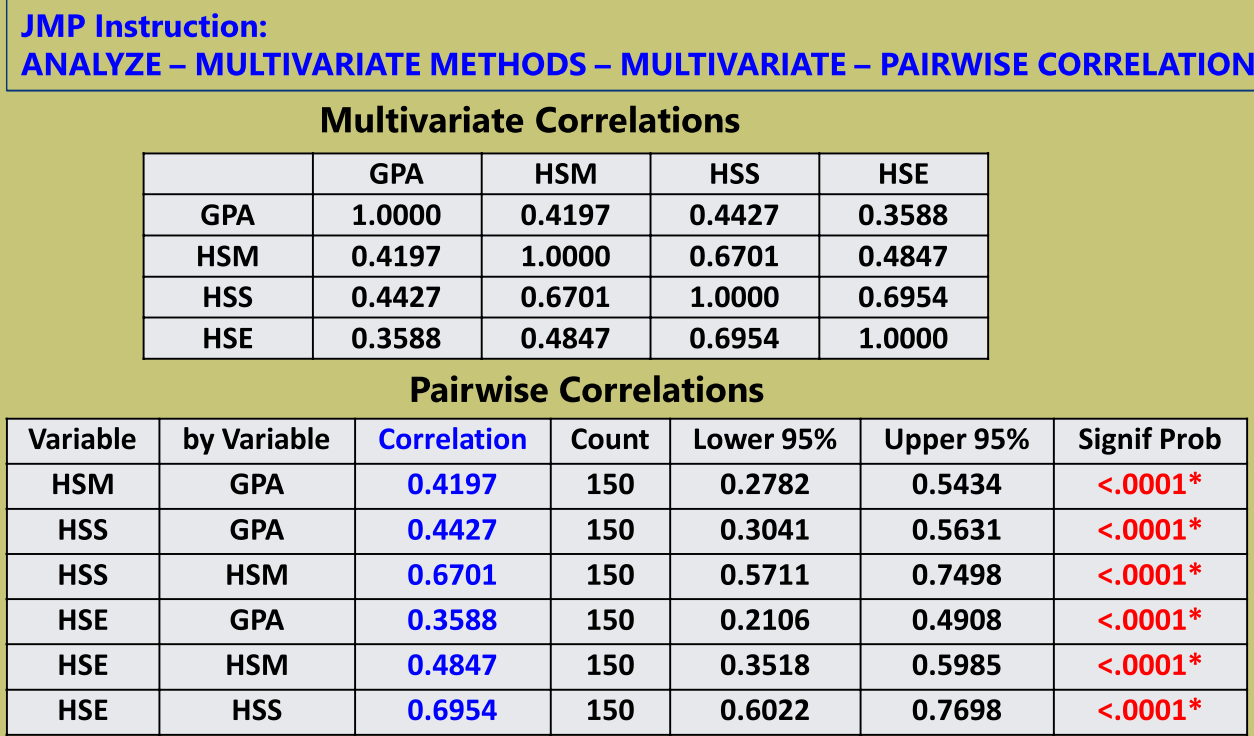 JMP Instruction:
ANALYZE – MULTIVARIATE METHODS – MULTIVARIATE – PAIRWISE CORRELATION
Multivariate Correlations
GPA HSM HSS HSE
GPA 1.0000 0.4197 0.4427 0.3588
HSM 0.4197 1.0000 0.6701 0.4847
HSS 0.4427 0.6701 1.0000 0.6954
HSE 0.3588 0.4847 0.6954 1.0000
Pairwise Correlations
Variable by Variable Correlation Count Lower 95% Upper 95% Signif Prob
HSM GPA 0.4197 150 0.2782 0.5434 <.0001*
HSS GPA 0.4427 150 0.3041 0.5631 <.0001*
HSS HSM 0.6701 150 0.5711 0.7498 <.0001*
HSE GPA 0.3588 150 0.2106 0.4908 <.0001*
HSE HSM 0.4847 150 0.3518 0.5985 <.0001*
HSE HSS 0.6954 150 0.6022 0.7698 <.0001*